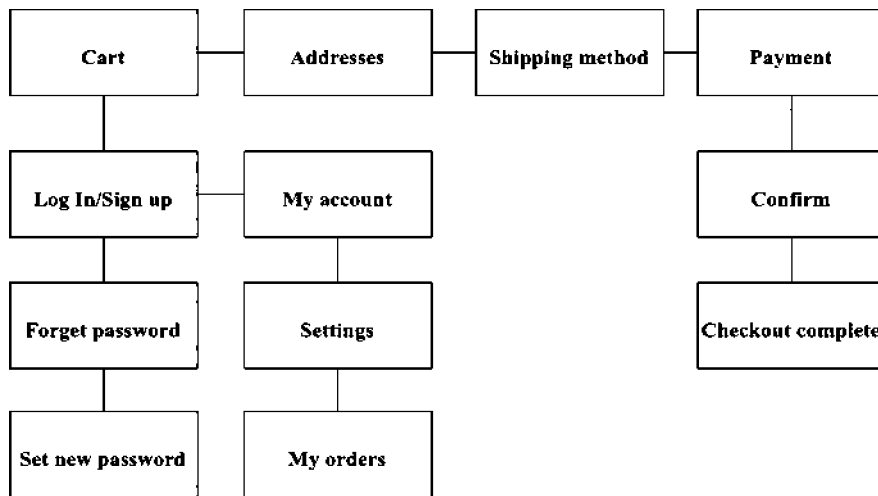 Cart
Addresses
Shipping method
Payment
Log In/Sign up
My account
Confirm
Forget password
Settings
Checkout complete
Set new password
My orders